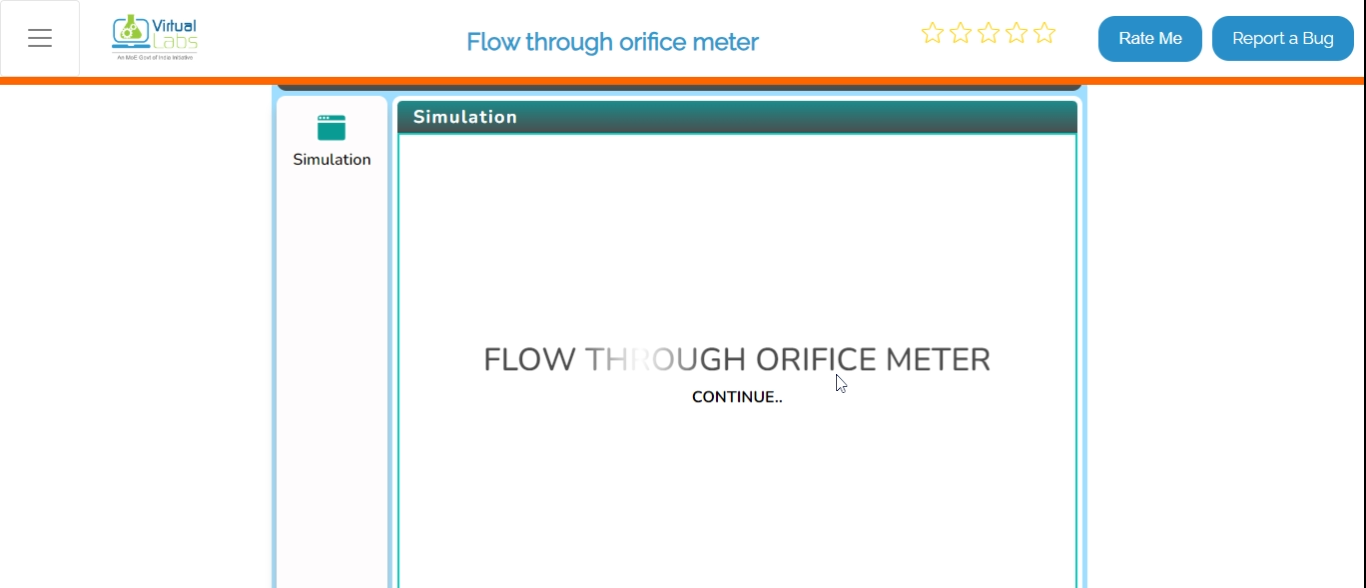 Virtual
Labs
An MoE Govt of India Initiative
Flow through orifice meter
Rate Me
Report a Bug
Simulation
Simulation
FLOW THROUGH ORIFICE METER
CONTINUE..